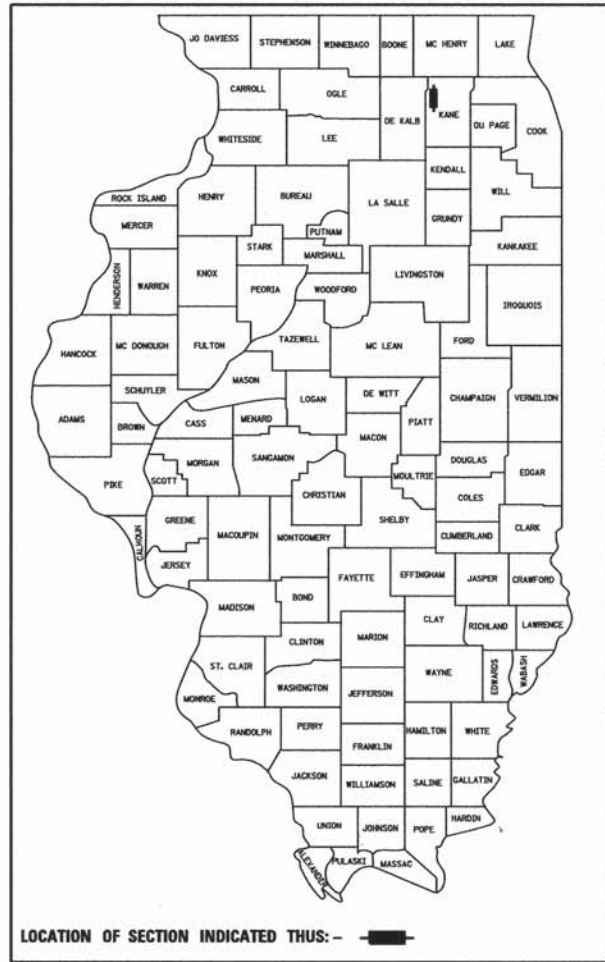 JO DAVIESS STEPHENSON WINNEBAGO BOONE MC HENRY LAKE
CARROLL OGLE DE KALB KANE DU PAGE COOK
WHITESIDE LEE
KENDALL WILL
ROCK ISLAND HENRY BUREAU LA SALLE GRUNDY
MERCER PUTNAM
STARK MARSHALL KANKAKEE
HENDERSON WARREN KNOX PEORIA WOODFORD LIVINGSTON IROQUOIS
HANCOCK MC DONOUGH FULTON TAZEWELL MC LEAN FORD
SCHUYLER MASON LOGAN DE WITT CHAMPAIGN VERMILION
ADAMS BROWN CASS MENARD MACON PIATT
PIKE SCOTT MORGAN SANGAMON MOULTRIE DOUGLAS EDGAR
CHRISTIAN COLES
CALHOUN GREENE MACOUPIN MONTGOMERY SHELBY CUMBERLAND CLARK
JERSEY FAYETTE EFFINGHAM JASPER CRAWFORD
MADISON BOND CLAY RICHLAND LAWRENCE
CLINTON MARION
ST. CLAIR WAYNE EDWARDS WABASH
MONROE WASHINGTON JEFFERSON
RANDOLPH PERRY HAMILTON WHITE
FRANKLIN
JACKSON WILLIAMSON SALINE GALLATIN
UNION JOHNSON POPE HARDIN
ALEXANDER PULASKI MASSAC
LOCATION OF SECTION INDICATED THUS: –